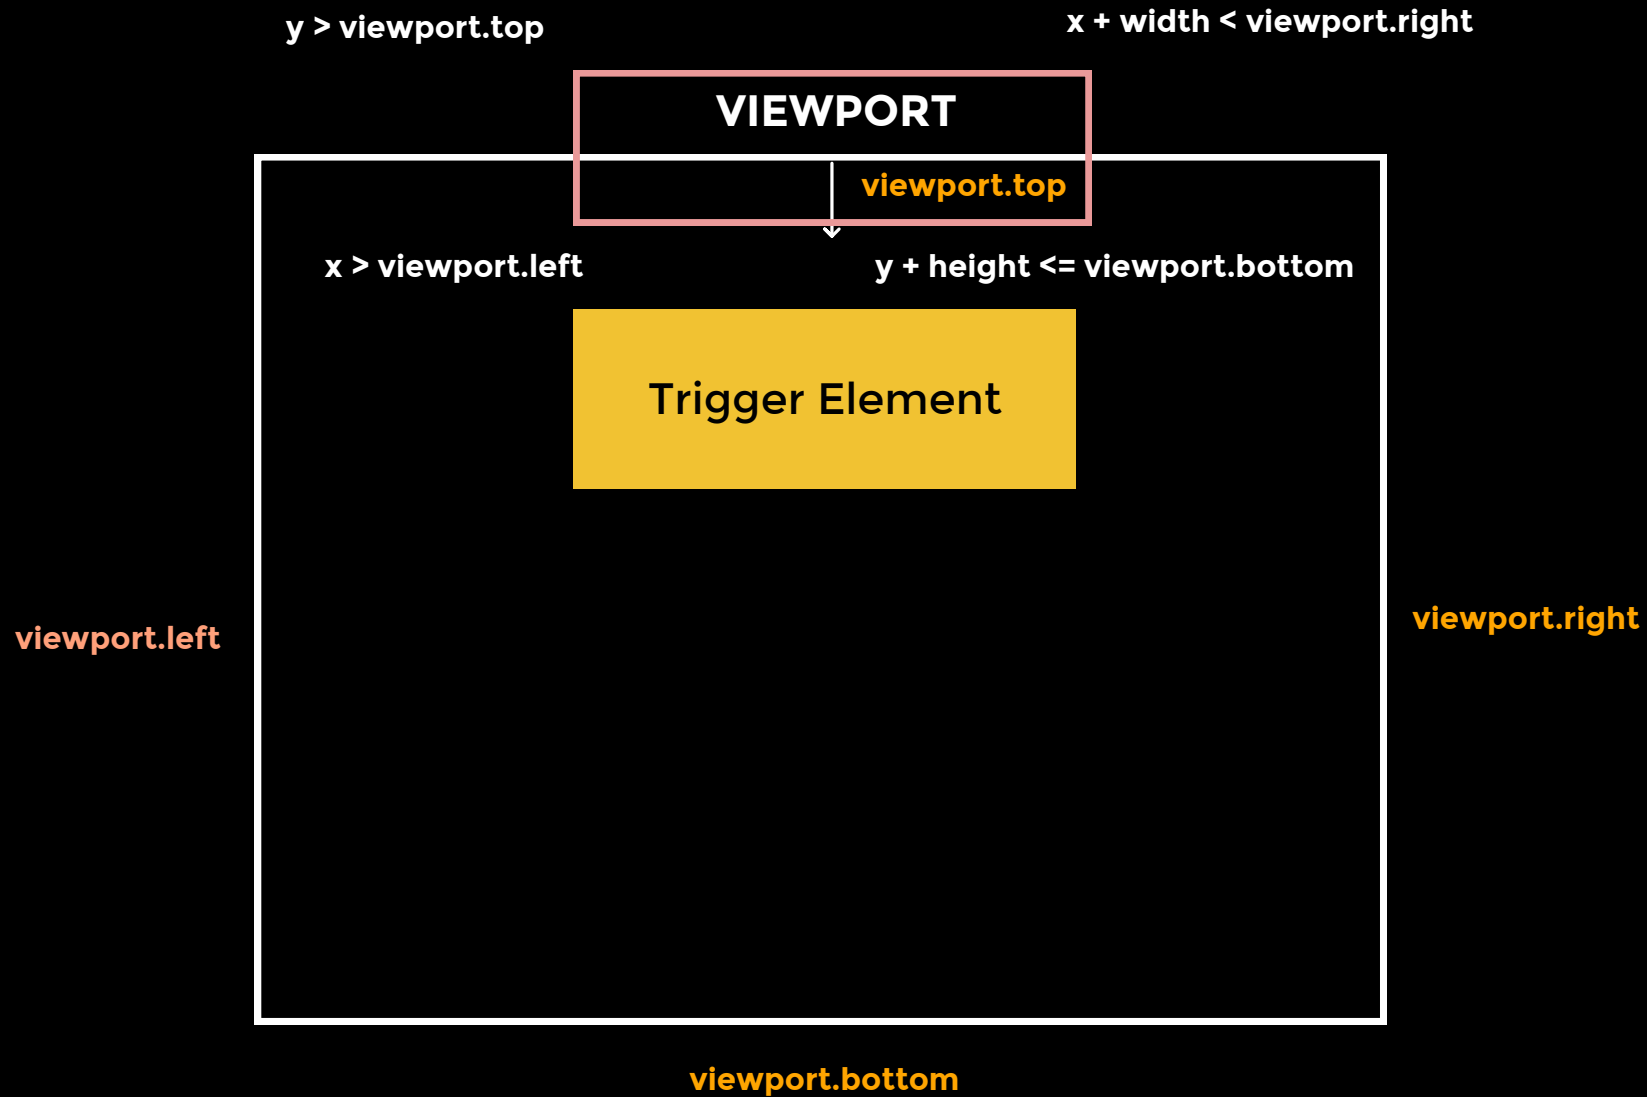 y > viewport.top
x + width < viewport.right
VIEWPORT
viewport.top
x > viewport.left
y + height <= viewport.bottom
Trigger Element
viewport.left
viewport.right
viewport.bottom